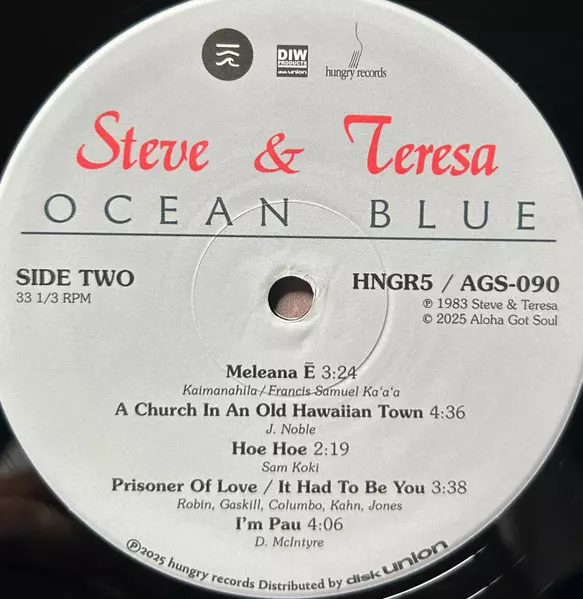 DIW
PRODUCTS
disk union
hungry records
Steve & Teresa
OCEAN BLUE
SIDE TWO
33 1/3 RPM
HNGR5 / AGS-090
℗ 1983 Steve & Teresa
© 2025 Aloha Got Soul
Meleana Ē 3:24
Kaimanahila / Francis Samuel Ka'a'a
A Church In An Old Hawaiian Town 4:36
J. Noble
Hoe Hoe 2:19
Sam Koki
Prisoner Of Love / It Had To Be You 3:38
Robin, Gaskill, Columbo, Kahn, Jones
I'm Pau 4:06
D. McIntyre
℗2025 hungry records Distributed by disk union